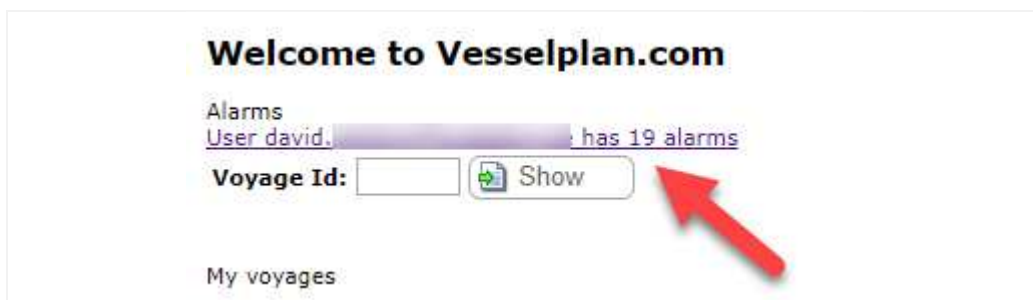 Welcome to Vesselplan.com
Alarms
User david. has 19 alarms
Voyage Id: Show
My voyages